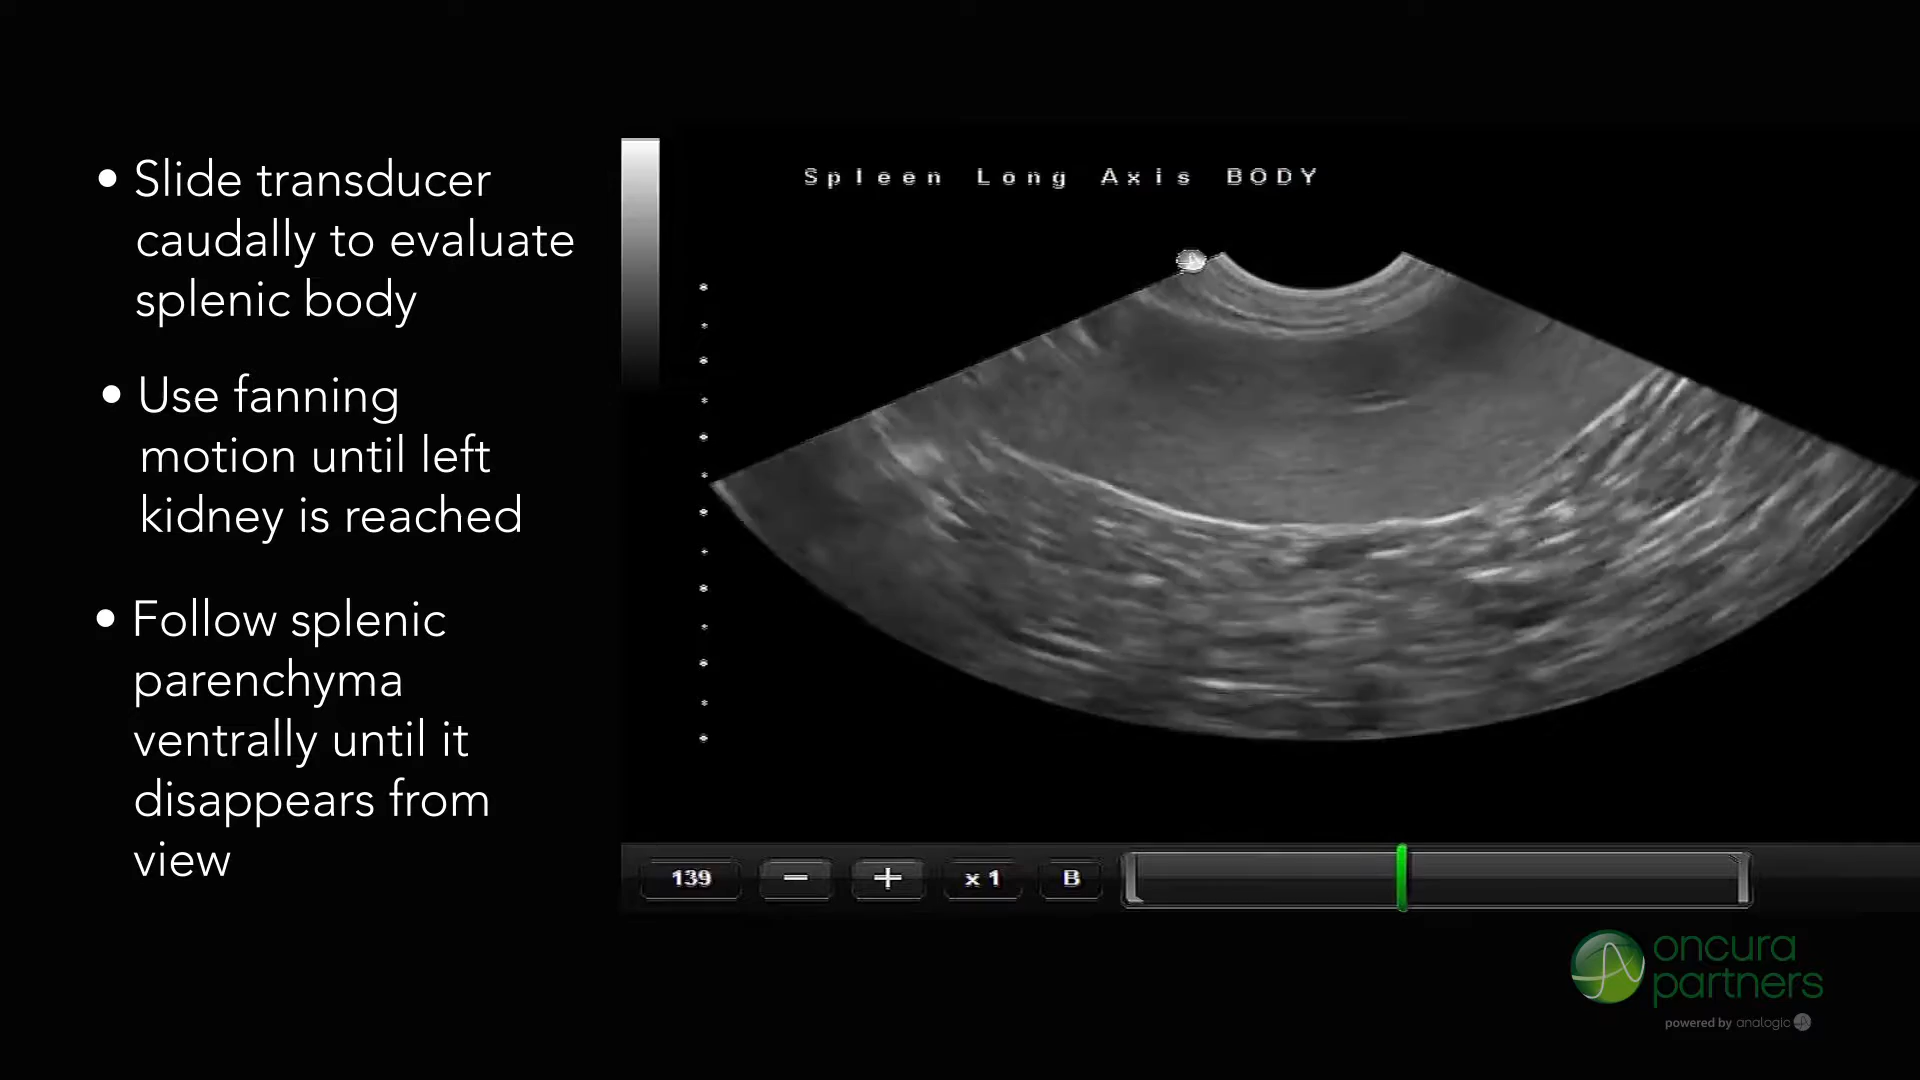 • Slide transducer
caudally to evaluate
splenic body
• Use fanning
motion until left
kidney is reached
• Follow splenic
parenchyma
ventrally until it
disappears from
view
Spleen Long Axis BODY
139 − + x 1 B
oncura
partners
powered by analogic